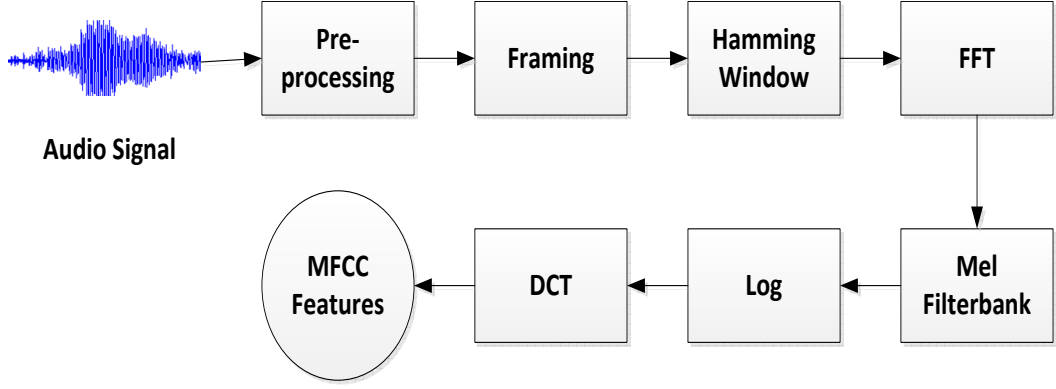 Pre-
processing
Framing
Hamming
Window
FFT
Audio Signal
Mel
Filterbank
Log
DCT
MFCC
Features